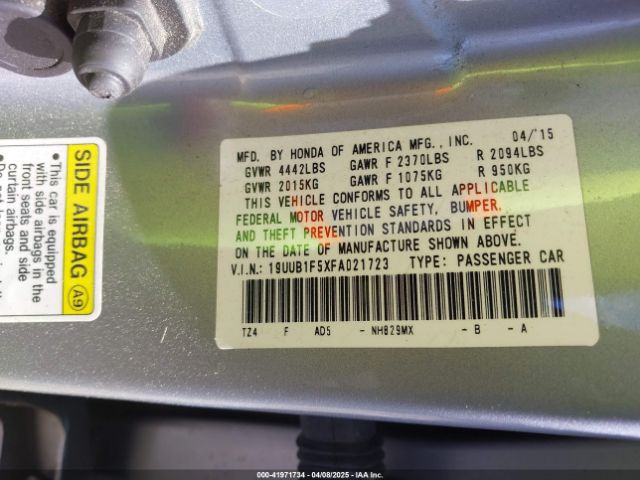 MFD. BY HONDA OF AMERICA MFG., INC. 04/'15
GVWR 4442LBS GAWR F 2370LBS R 2094LBS
GVWR 2015KG GAWR F 1075KG R 950KG
THIS VEHICLE CONFORMS TO ALL APPLICABLE
FEDERAL MOTOR VEHICLE SAFETY, BUMPER,
AND THEFT PREVENTION STANDARDS IN EFFECT
ON THE DATE OF MANUFACTURE SHOWN ABOVE.
V.I.N.: 19UUB1F5XFA021723 TYPE: PASSENGER CAR
TZ4 F AD5 - NH829MX - B - A
SIDE AIRBAG A9
• This car is equipped
with side airbags in the
front seats and side
curtain airbags.
000-41971734 - 04/08/2025 - IAA Inc.